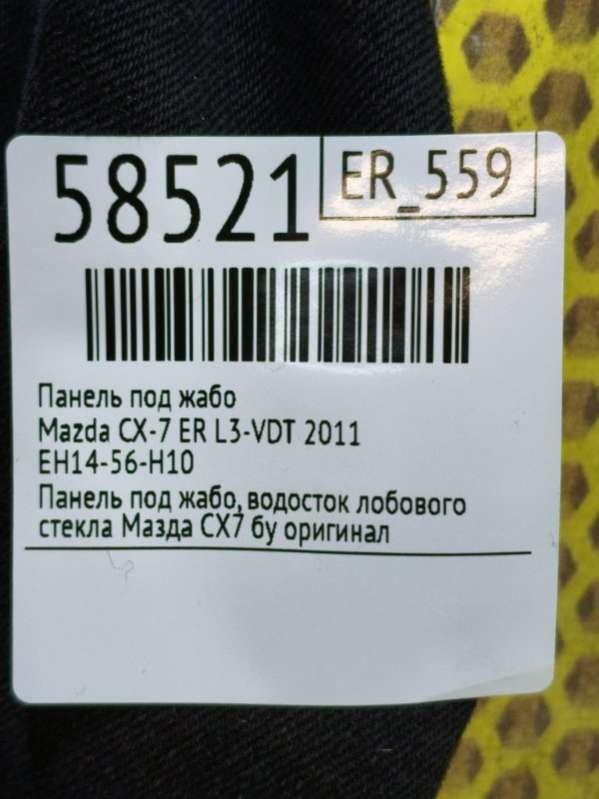 58521
ER_559
Панель под жабо
Mazda CX-7 ER L3-VDT 2011
EH14-56-H10
Панель под жабо, водосток лобового
стекла Мазда СХ7 бу оригинал